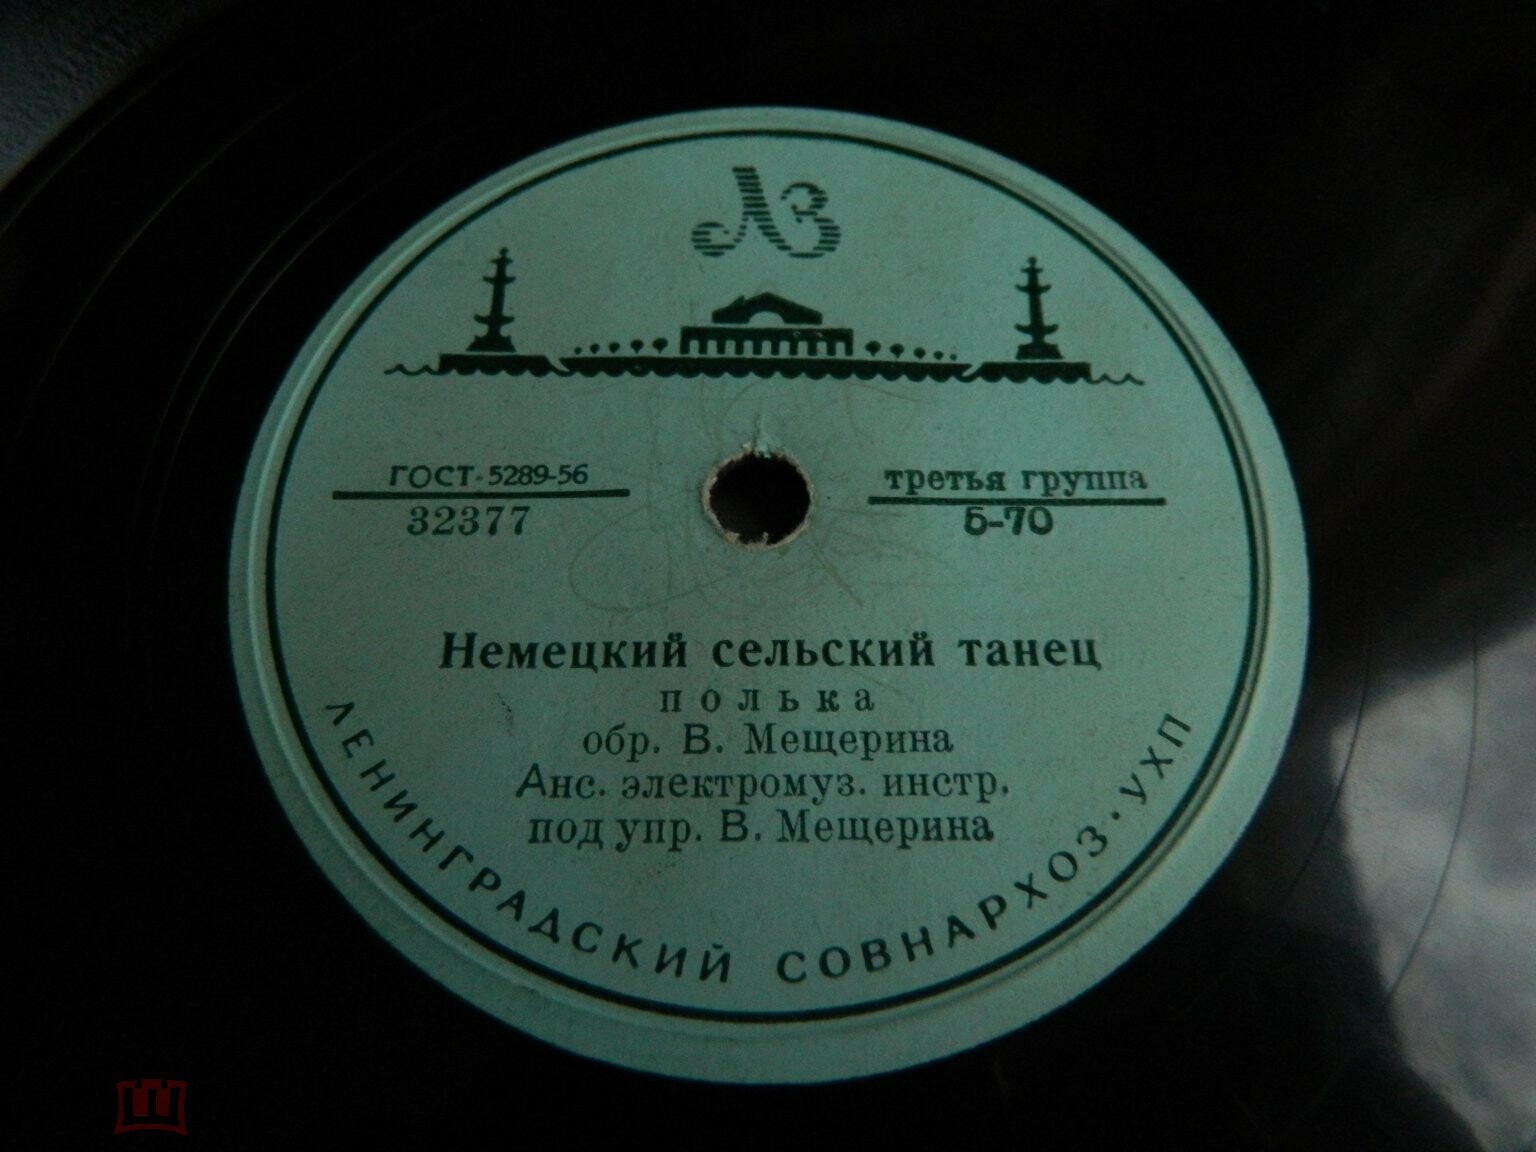 ЛЗ
ГОСТ-5289-56
32377
третья группа
5-70
Немецкий сельский танец
полька
обр. В. Мещерина
Анс. электромуз. инстр.
под упр. В. Мещерина
ЛЕНИНГРАДСКИЙ СОВНАРХОЗ·УХП